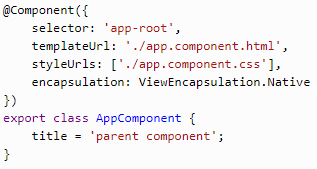 @Component({
    selector: 'app-root',
    templateUrl: './app.component.html',
    styleUrls: ['./app.component.css'],
    encapsulation: ViewEncapsulation.Native
})
export class AppComponent {
    title = 'parent component';
}